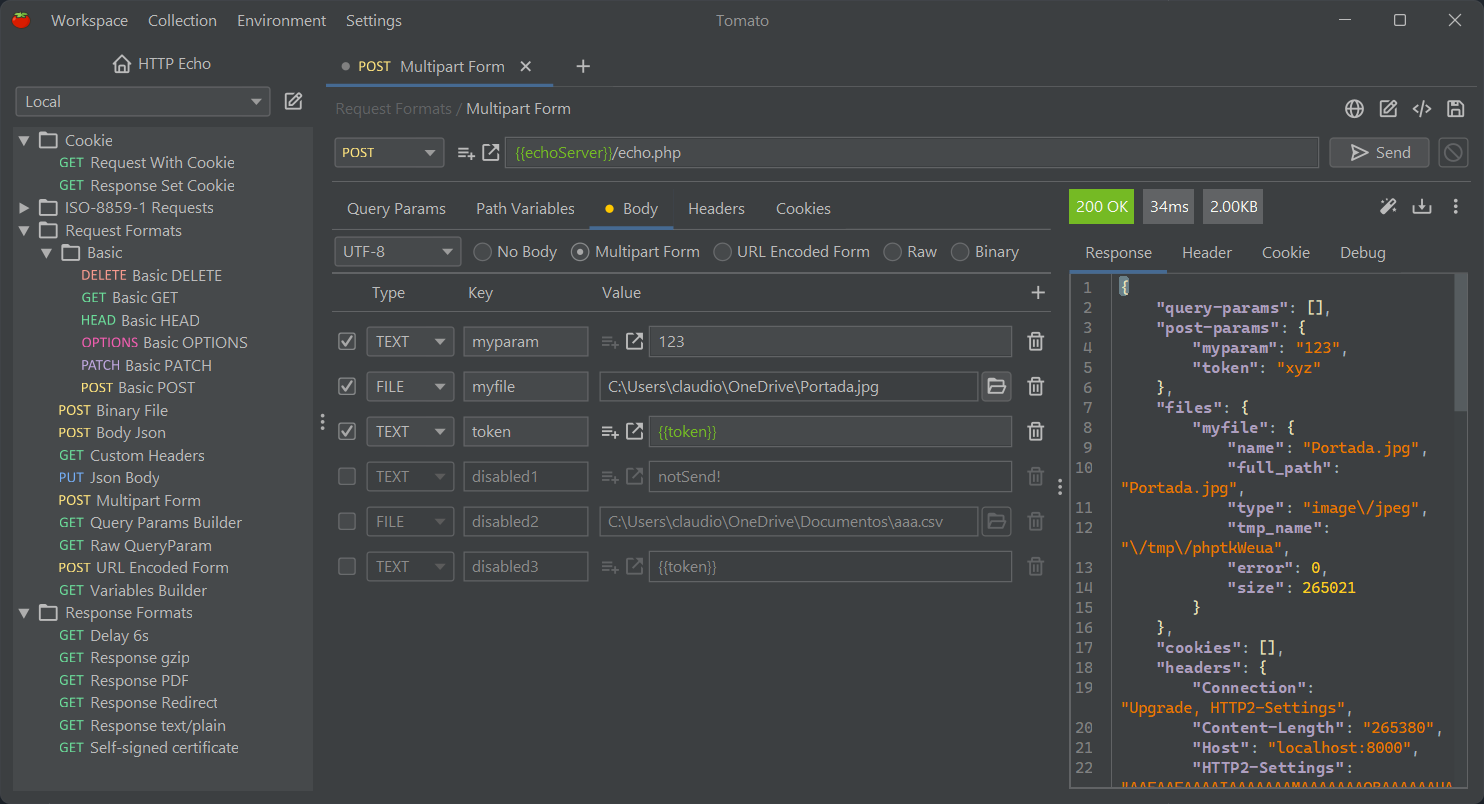 Workspace Collection Environment Settings Tomato
HTTP Echo
Local
Cookie
GET Request With Cookie
GET Response Set Cookie
ISO-8859-1 Requests
Request Formats
Basic
DELETE Basic DELETE
GET Basic GET
HEAD Basic HEAD
OPTIONS Basic OPTIONS
PATCH Basic PATCH
POST Basic POST
POST Binary File
POST Body Json
GET Custom Headers
PUT Json Body
POST Multipart Form
GET Query Params Builder
GET Raw QueryParam
POST URL Encoded Form
GET Variables Builder
Response Formats
GET Delay 6s
GET Response gzip
GET Response PDF
GET Response Redirect
GET Response text/plain
GET Self-signed certificate
POST Multipart Form
Request Formats / Multipart Form
POST {{echoServer}}/echo.php Send
Query Params Path Variables Body Headers Cookies
UTF-8 No Body Multipart Form URL Encoded Form Raw Binary
Type Key Value
TEXT myparam 123
FILE myfile C:\Users\claudio\OneDrive\Portada.jpg
TEXT token {{token}}
TEXT disabled1 notSend!
FILE disabled2 C:\Users\claudio\OneDrive\Documentos\aaa.csv
TEXT disabled3 {{token}}
200 OK 34ms 2.00KB
Response Header Cookie Debug
1 {
2 "query-params": [],
3 "post-params": {
4 "myparam": "123",
5 "token": "xyz"
6 },
7 "files": {
8 "myfile": {
9 "name": "Portada.jpg",
10 "full_path":
"Portada.jpg",
11 "type": "image\/jpeg",
12 "tmp_name":
"\/tmp\/phptkWeua",
13 "error": 0,
14 "size": 265021
15 }
16 },
17 "cookies": [],
18 "headers": {
19 "Connection":
"Upgrade, HTTP2-Settings",
20 "Content-Length": "265380",
21 "Host": "localhost:8000",
22 "HTTP2-Settings":